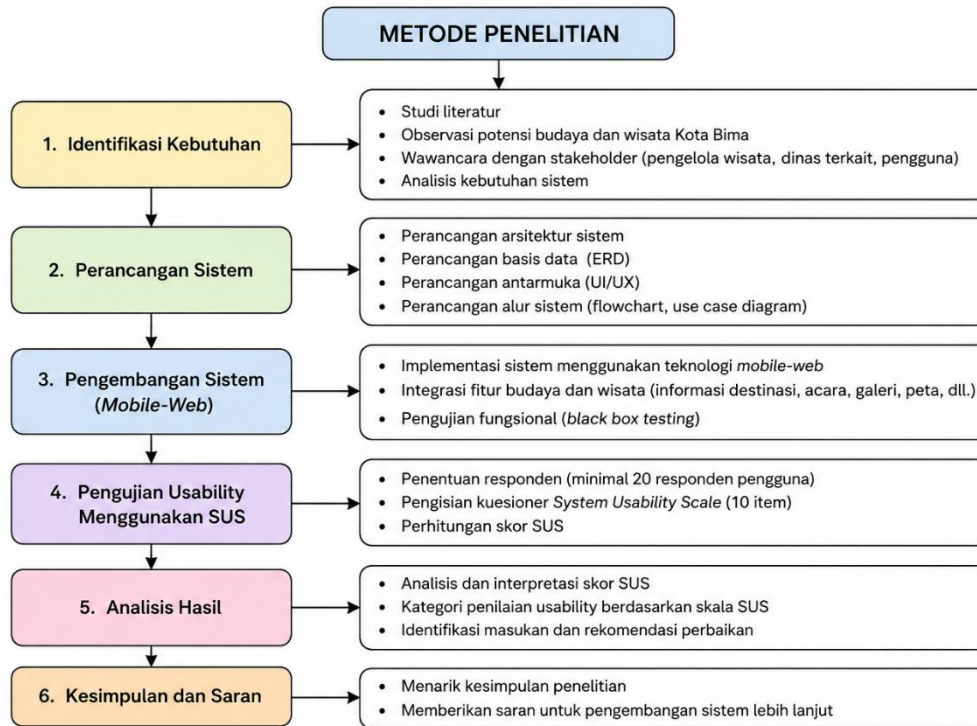 METODE PENELITIAN
1. Identifikasi Kebutuhan
• Studi literatur
• Observasi potensi budaya dan wisata Kota Bima
• Wawancara dengan stakeholder (pengelola wisata, dinas terkait, pengguna)
• Analisis kebutuhan sistem
2. Perancangan Sistem
• Perancangan arsitektur sistem
• Perancangan basis data (ERD)
• Perancangan antarmuka (UI/UX)
• Perancangan alur sistem (flowchart, use case diagram)
3. Pengembangan Sistem
(Mobile-Web)
• Implementasi sistem menggunakan teknologi mobile-web
• Integrasi fitur budaya dan wisata (informasi destinasi, acara, galeri, peta, dll.)
• Pengujian fungsional (black box testing)
4. Pengujian Usability
Menggunakan SUS
• Penentuan responden (minimal 20 responden pengguna)
• Pengisian kuesioner System Usability Scale (10 item)
• Perhitungan skor SUS
5. Analisis Hasil
• Analisis dan interpretasi skor SUS
• Kategori penilaian usability berdasarkan skala SUS
• Identifikasi masukan dan rekomendasi perbaikan
6. Kesimpulan dan Saran
• Menarik kesimpulan penelitian
• Memberikan saran untuk pengembangan sistem lebih lanjut